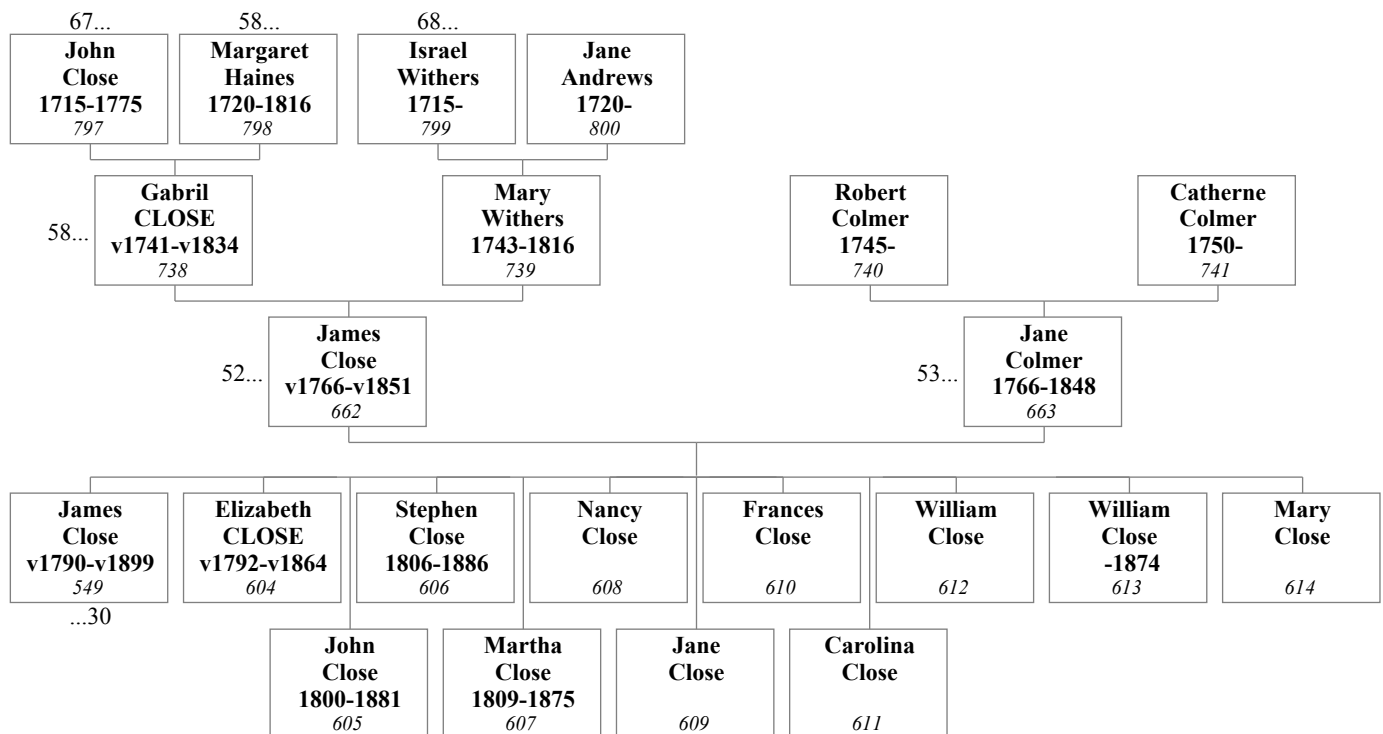 67...
58...
68...
John
Close
1715-1775
797
Margaret
Haines
1720-1816
798
Israel
Withers
1715-
799
Jane
Andrews
1720-
800
58...
Gabril
CLOSE
v1741-v1834
738
Mary
Withers
1743-1816
739
Robert
Colmer
1745-
740
Catherne
Colmer
1750-
741
52...
James
Close
v1766-v1851
662
53...
Jane
Colmer
1766-1848
663
James
Close
v1790-v1899
549
...30
Elizabeth
CLOSE
v1792-v1864
604
Stephen
Close
1806-1886
606
Nancy
Close
608
Frances
Close
610
William
Close
612
William
Close
-1874
613
Mary
Close
614
John
Close
1800-1881
605
Martha
Close
1809-1875
607
Jane
Close
609
Carolina
Close
611